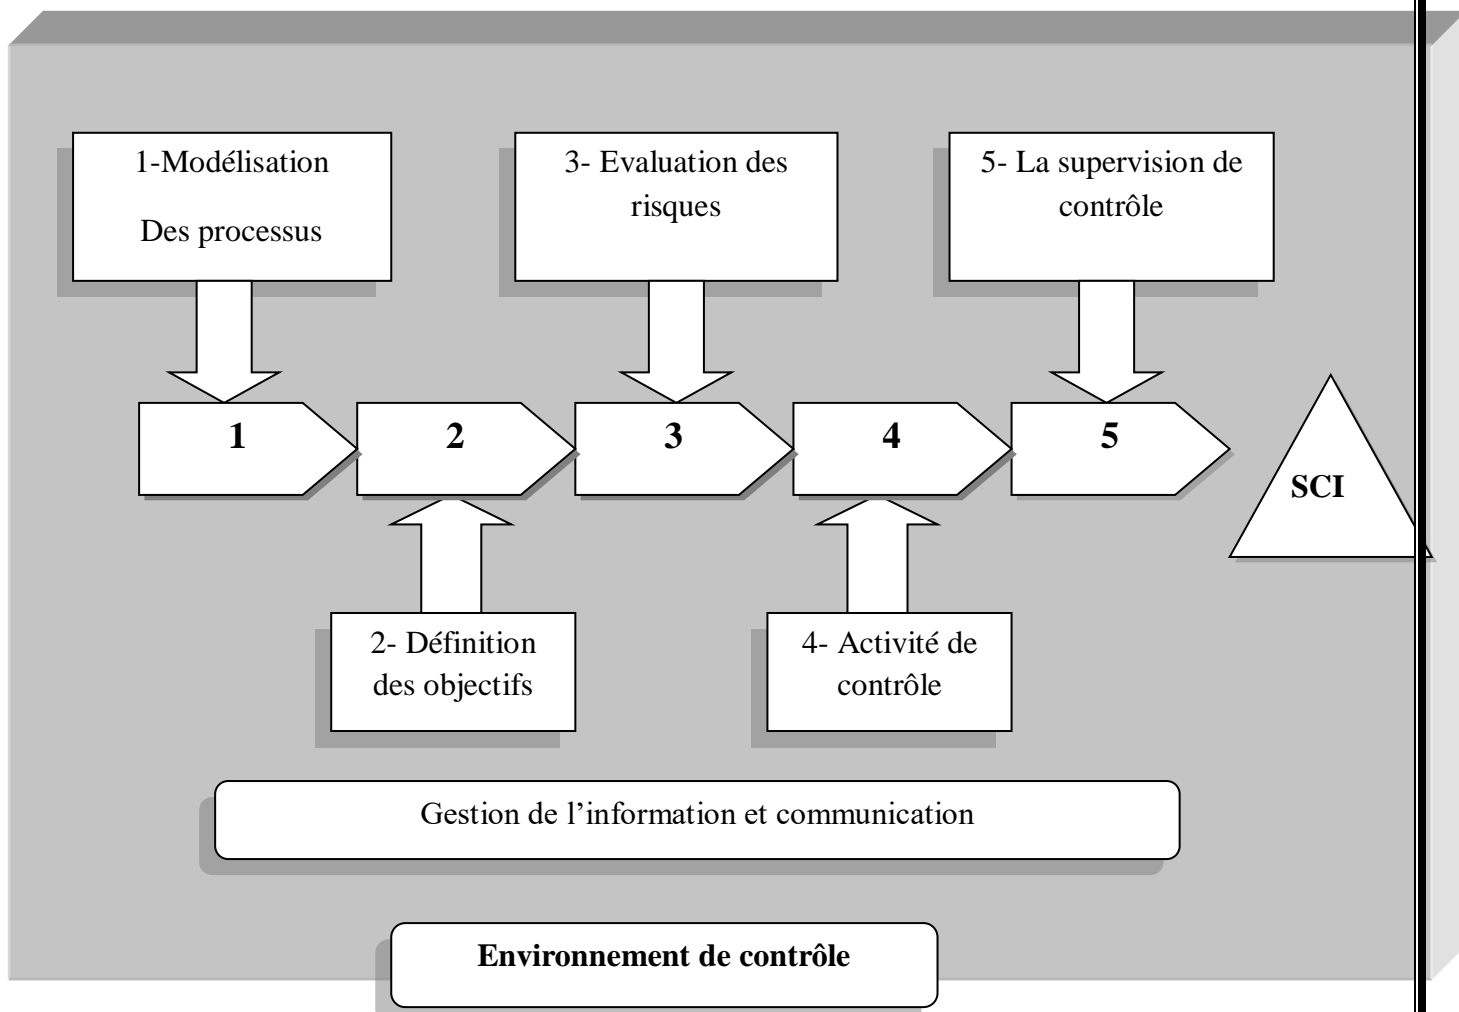 1-Modélisation
Des processus
3- Evaluation des
risques
5- La supervision de
contrôle
1
2
3
4
5
SCI
2- Définition
des objectifs
4- Activité de
contrôle
Gestion de l’information et communication
Environnement de contrôle